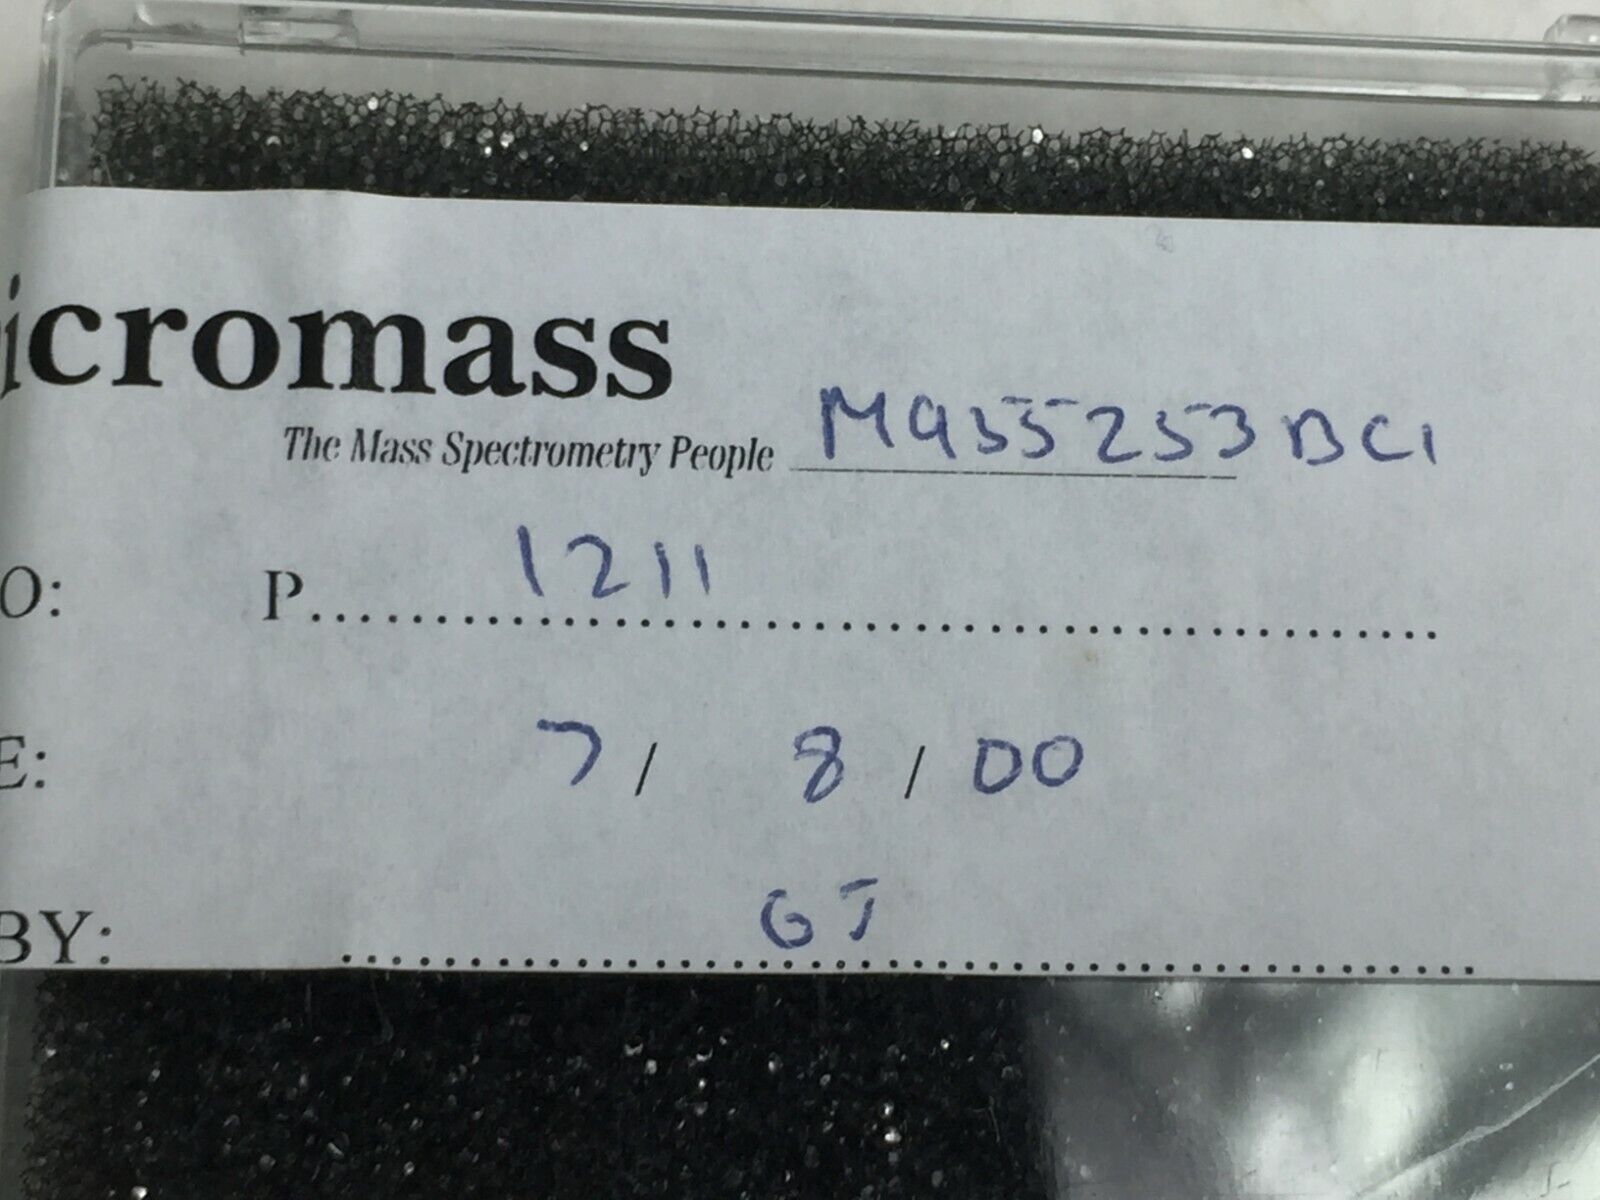 icromass
The Mass Spectrometry People M955253BC1
O: P 1211
E: 7 / 8 / 00
BY: GJ